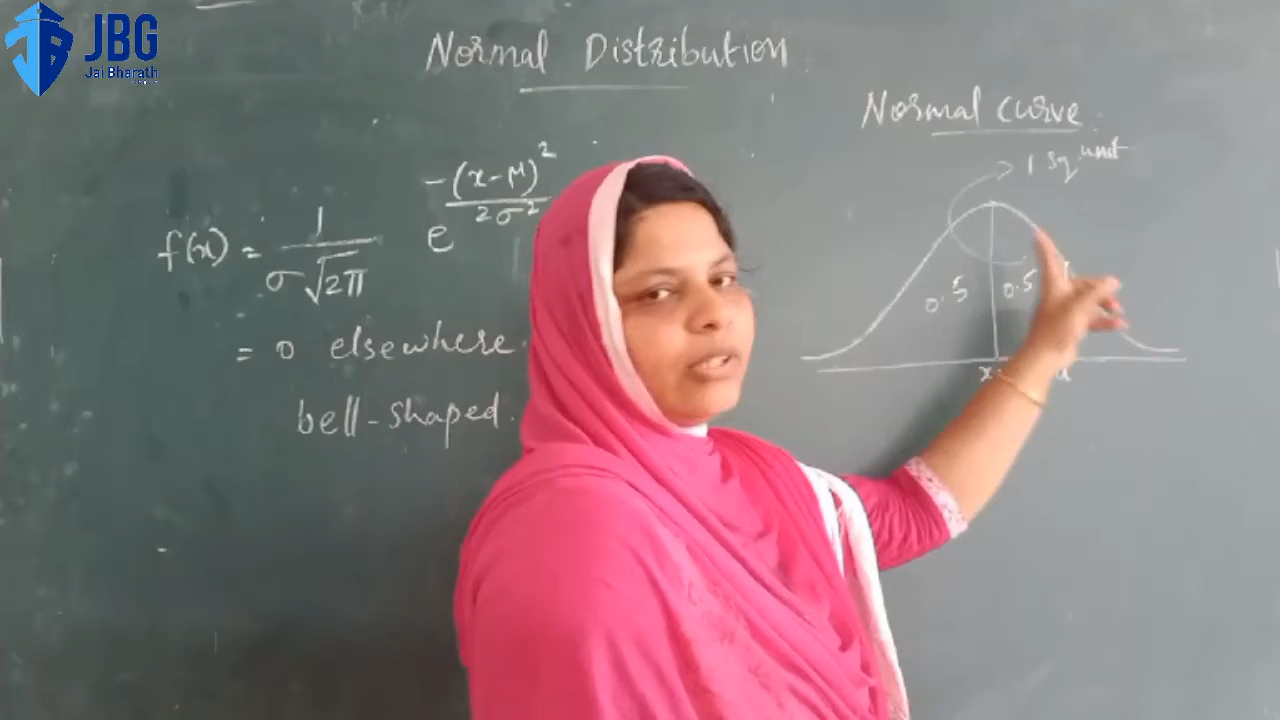 JBG
Jai Bharath
Normal Distribution
f(x) = 1/(σ√2π) e^(-(x-μ)²/2σ²)
= 0 elsewhere.
bell-shaped.
Normal curve
1 sq unit
0.5 0.5
x